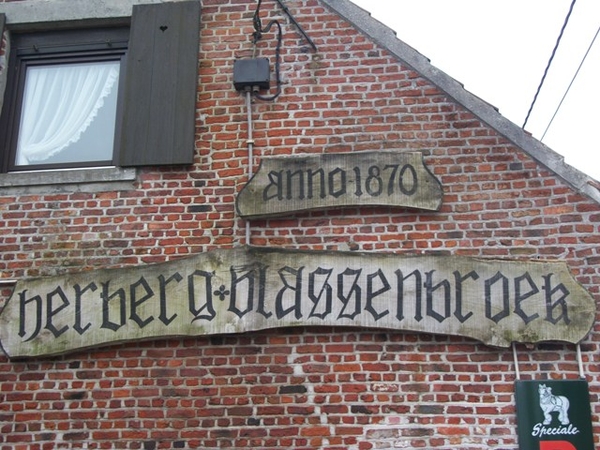 anno 1870
herberg blassenbroek
Speciale